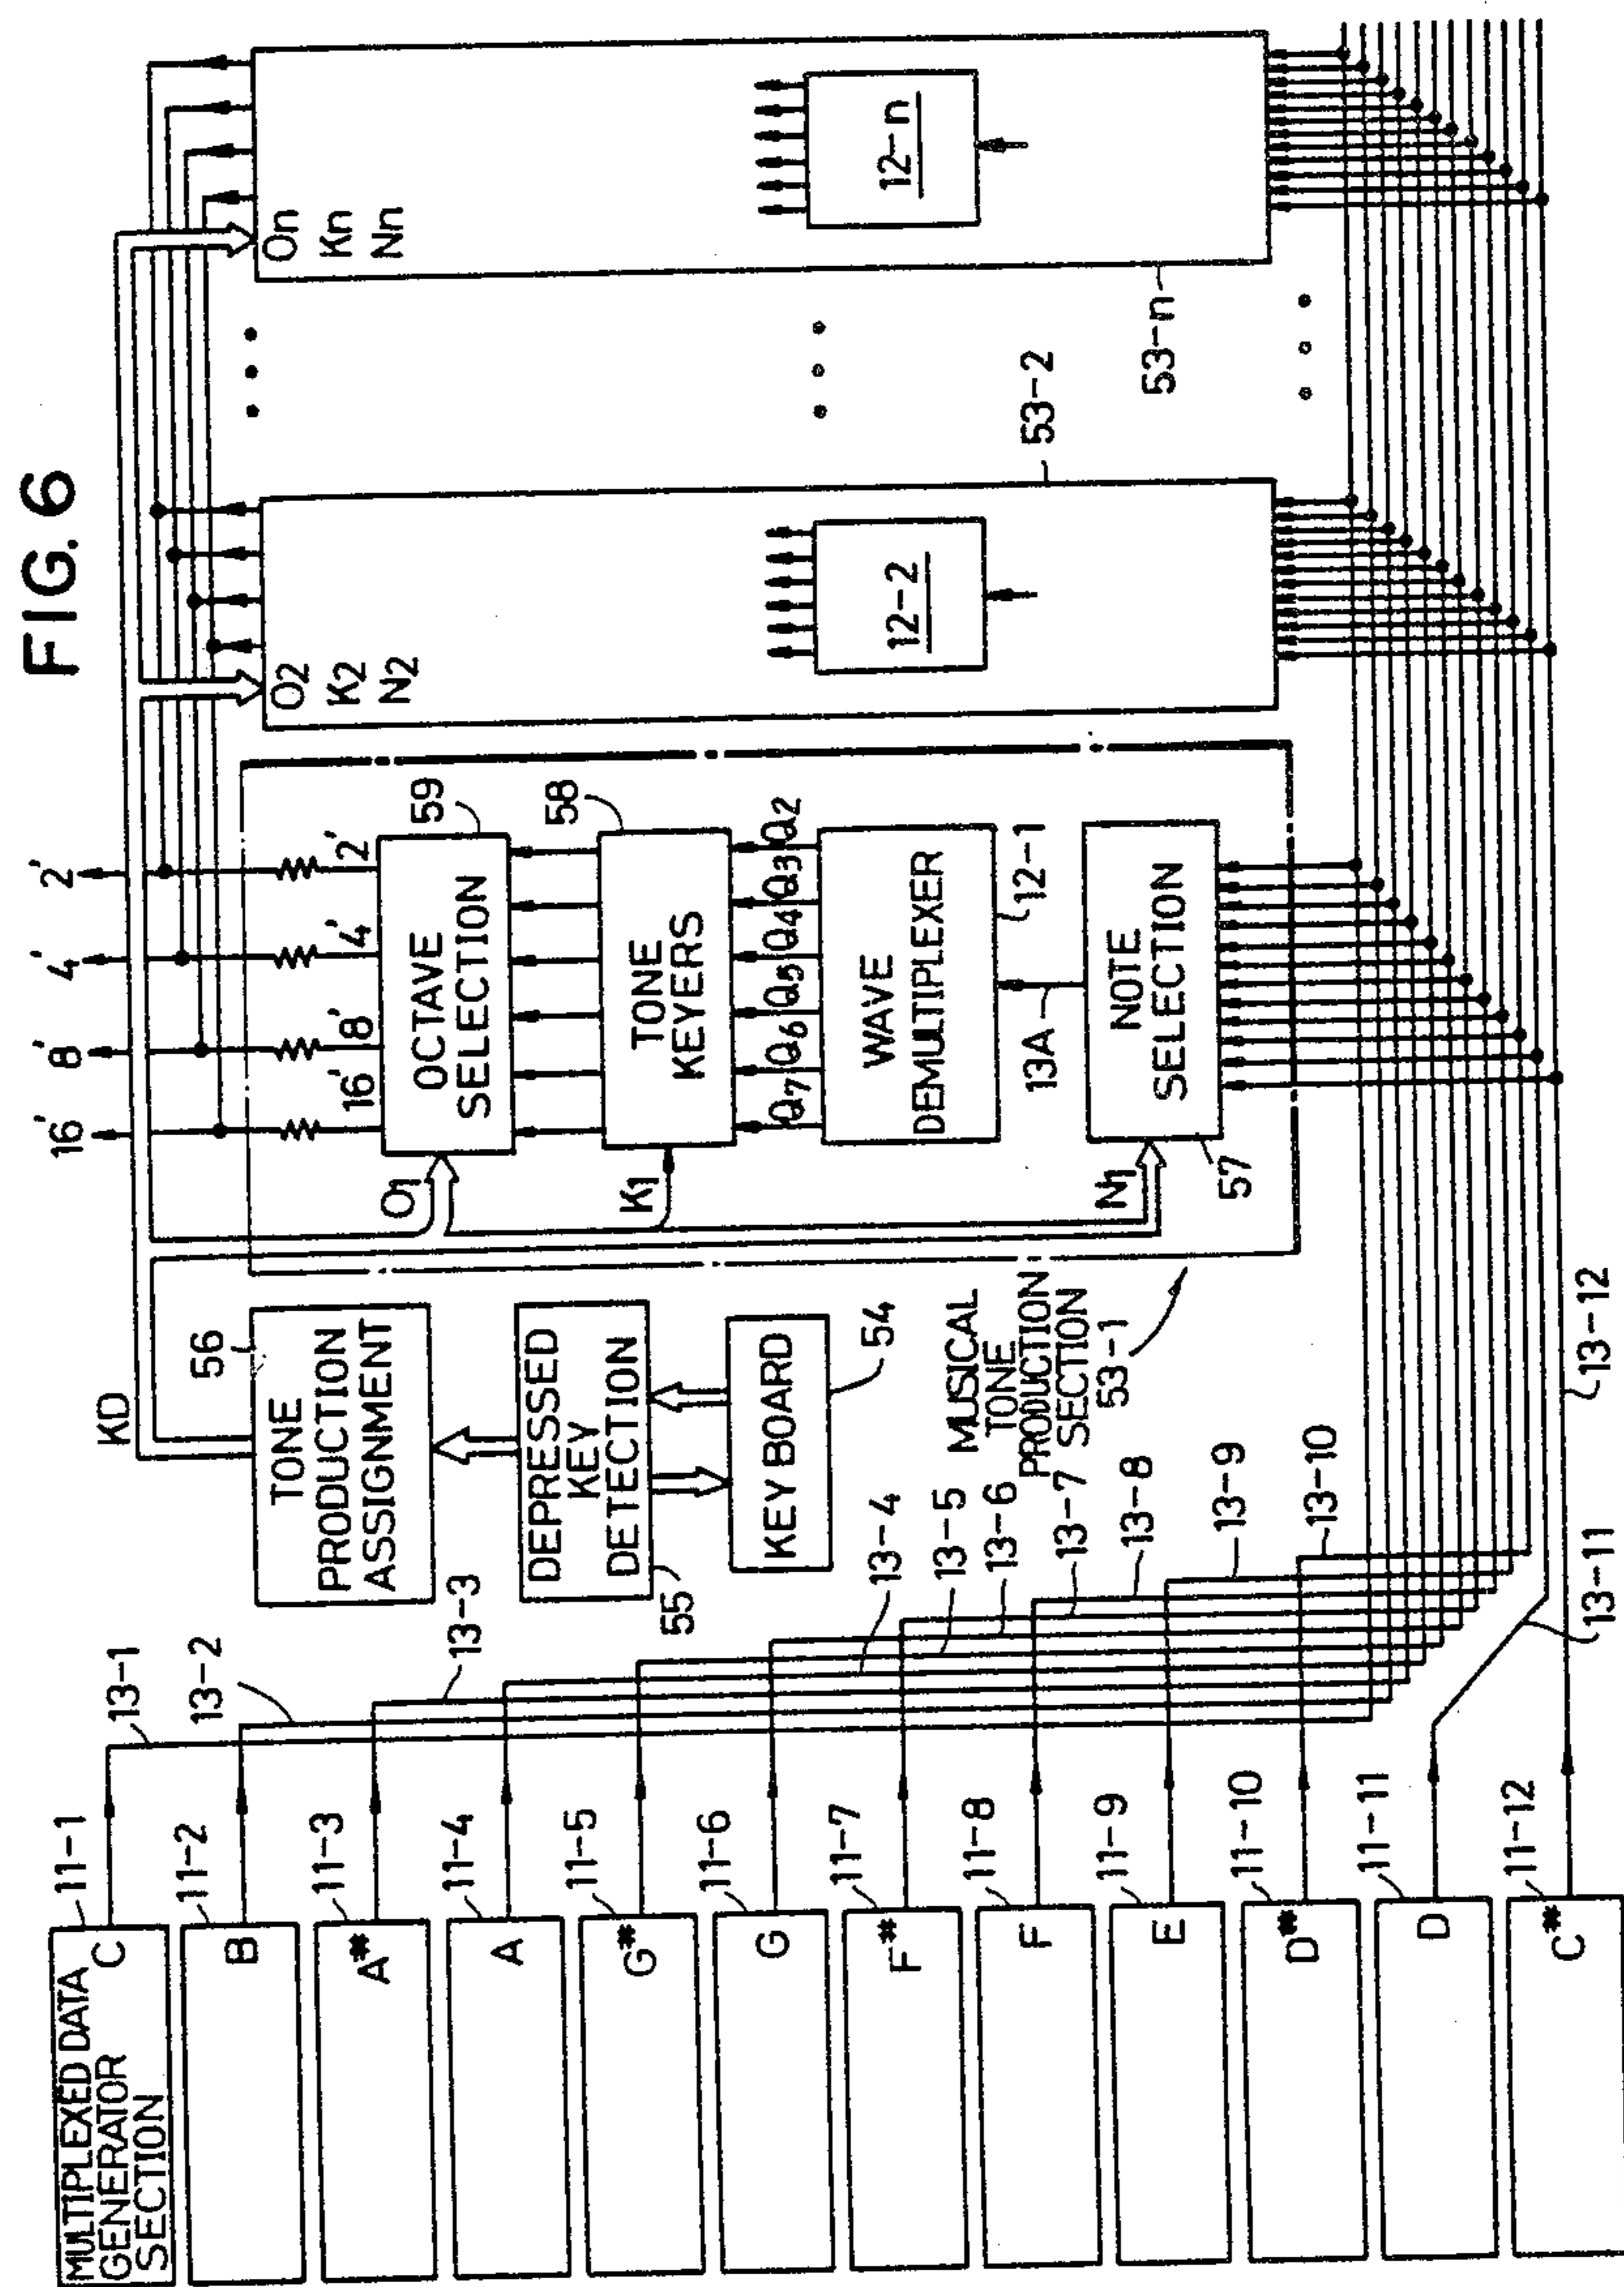 FIG. 6
MULTIPLEXED DATA
GENERATOR
SECTION
C
11-1
B
11-2
A#
11-3
A
11-4
G#
11-5
G
11-6
F#
11-7
F
11-8
E
11-9
D#
11-10
D
11-11
C#
11-12
13-1
13-2
13-3
13-4
13-5
13-6
13-7
13-8
13-9
13-10
13-11
13-12
KD
56
TONE
PRODUCTION
ASSIGNMENT
DEPRESSED
KEY
DETECTION
55
KEY BOARD
54
MUSICAL
TONE
PRODUCTION
SECTION
53-1
16'
8'
4'
2'
16'
8'
4'
2'
O1
OCTAVE
SELECTION
59
K1
TONE
KEYERS
58
Q7
Q6
Q5
Q4
Q3
Q2
WAVE
DEMULTIPLEXER
12-1
13A
N1
NOTE
SELECTION
57
O2
K2
N2
12-2
53-2
On
Kn
Nn
12-n
53-n